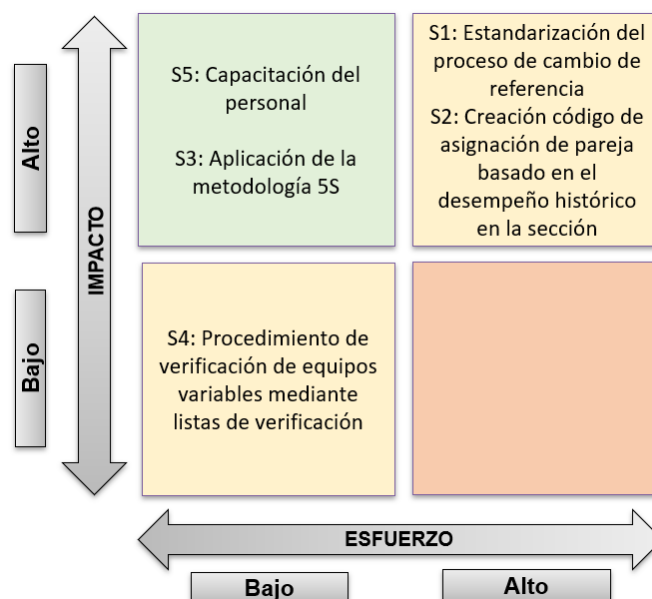 Alto
IMPACTO
Bajo
S5: Capacitación del
personal
S3: Aplicación de la
metodología 5S
S1: Estandarización del
proceso de cambio de
referencia
S2: Creación código de
asignación de pareja
basado en el
desempeño histórico
en la sección
S4: Procedimiento de
verificación de equipos
variables mediante
listas de verificación
ESFUERZO
Bajo
Alto